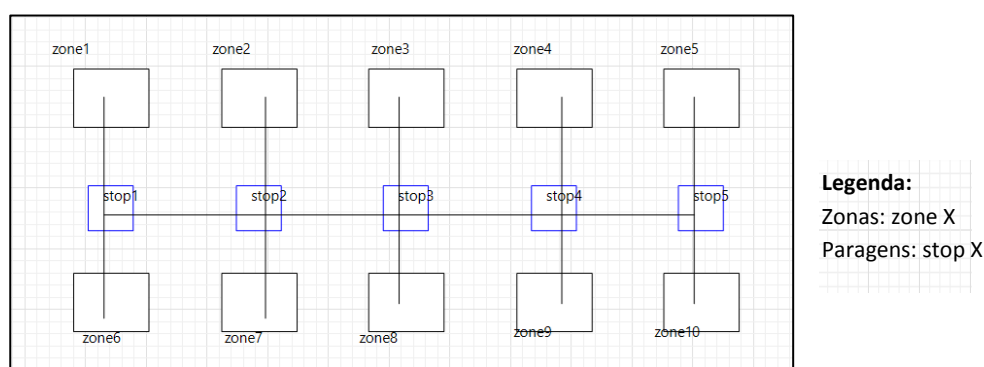 zone1 zone2 zone3 zone4 zone5
stop1 stop2 stop3 stop4 stop5
zone6 zone7 zone8 zone9 zone10
Legenda:
Zonas: zone X
Paragens: stop X